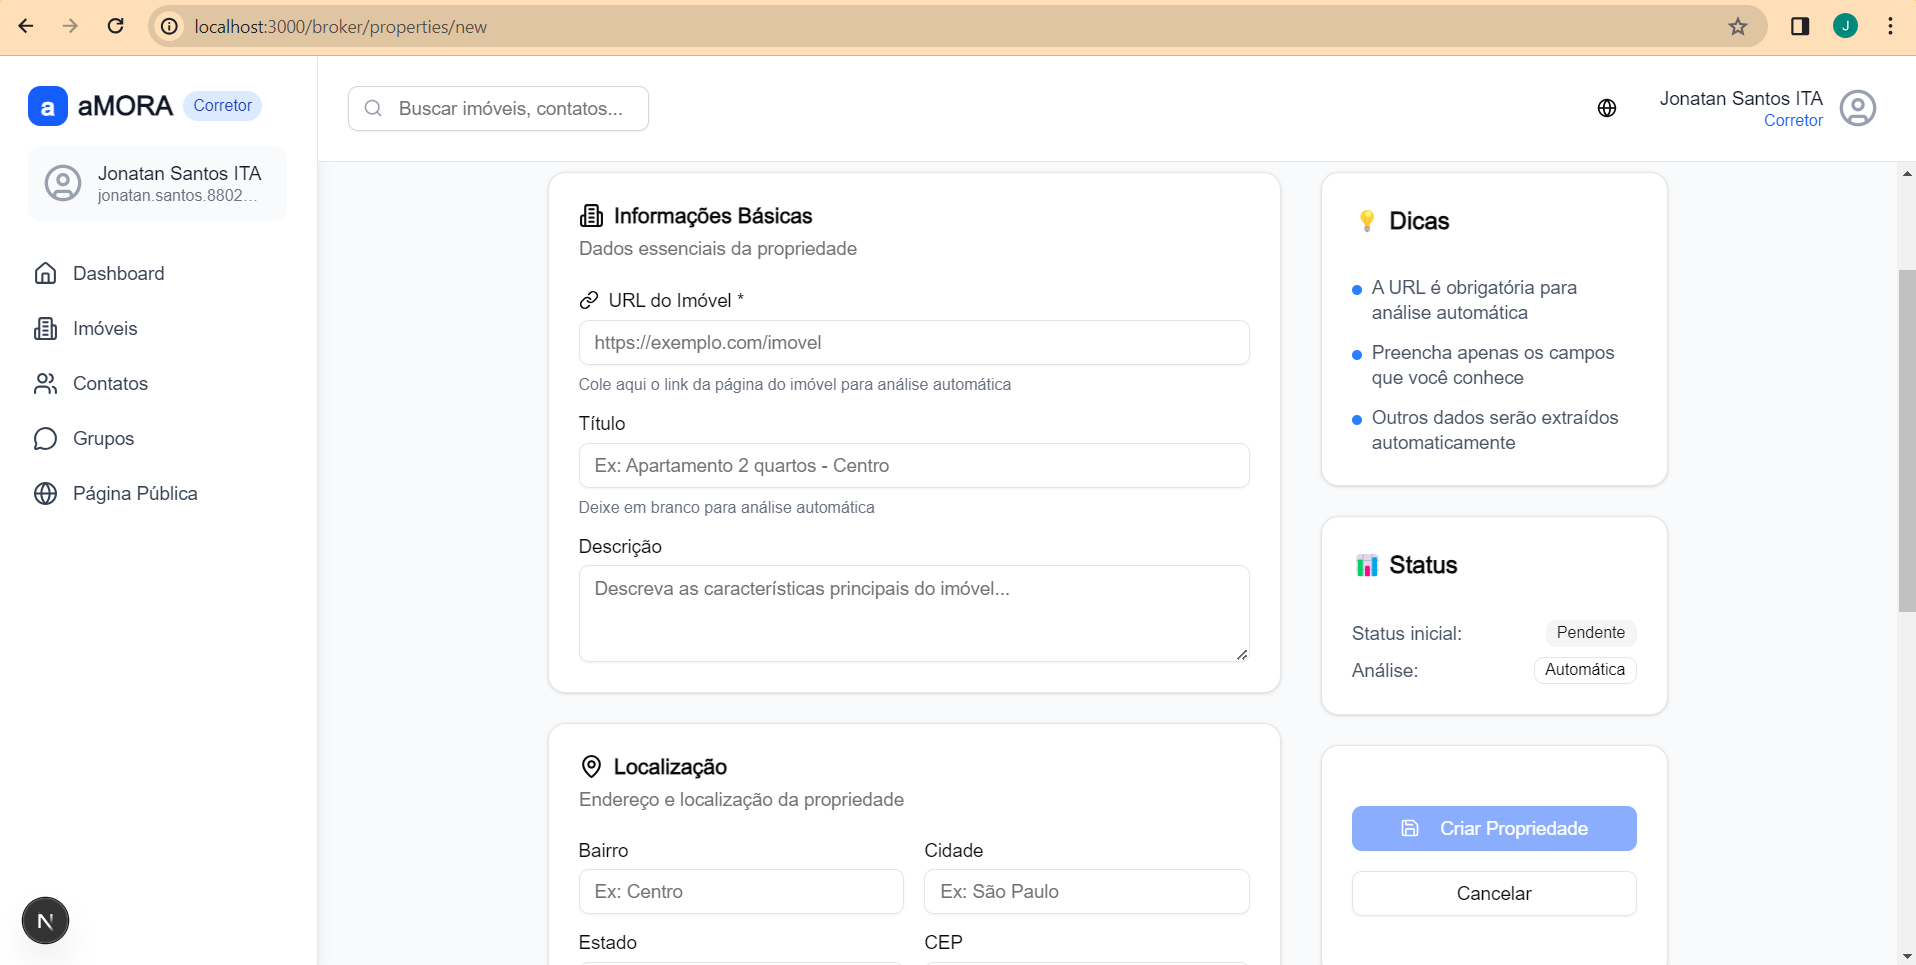 localhost:3000/broker/properties/new
J
a
aMORA
Corretor
Jonatan Santos ITA
jonatan.santos.8802...
Dashboard
Imóveis
Contatos
Grupos
Página Pública
N
Buscar imóveis, contatos...
Jonatan Santos ITA
Corretor
Informações Básicas
Dados essenciais da propriedade
URL do Imóvel *
https://exemplo.com/imovel
Cole aqui o link da página do imóvel para análise automática
Título
Ex: Apartamento 2 quartos - Centro
Deixe em branco para análise automática
Descrição
Descreva as características principais do imóvel...
Localização
Endereço e localização da propriedade
Bairro
Cidade
Ex: Centro
Ex: São Paulo
Estado
CEP
Dicas
A URL é obrigatória para
análise automática
Preencha apenas os campos
que você conhece
Outros dados serão extraídos
automaticamente
Status
Status inicial:
Pendente
Análise:
Automática
Criar Propriedade
Cancelar